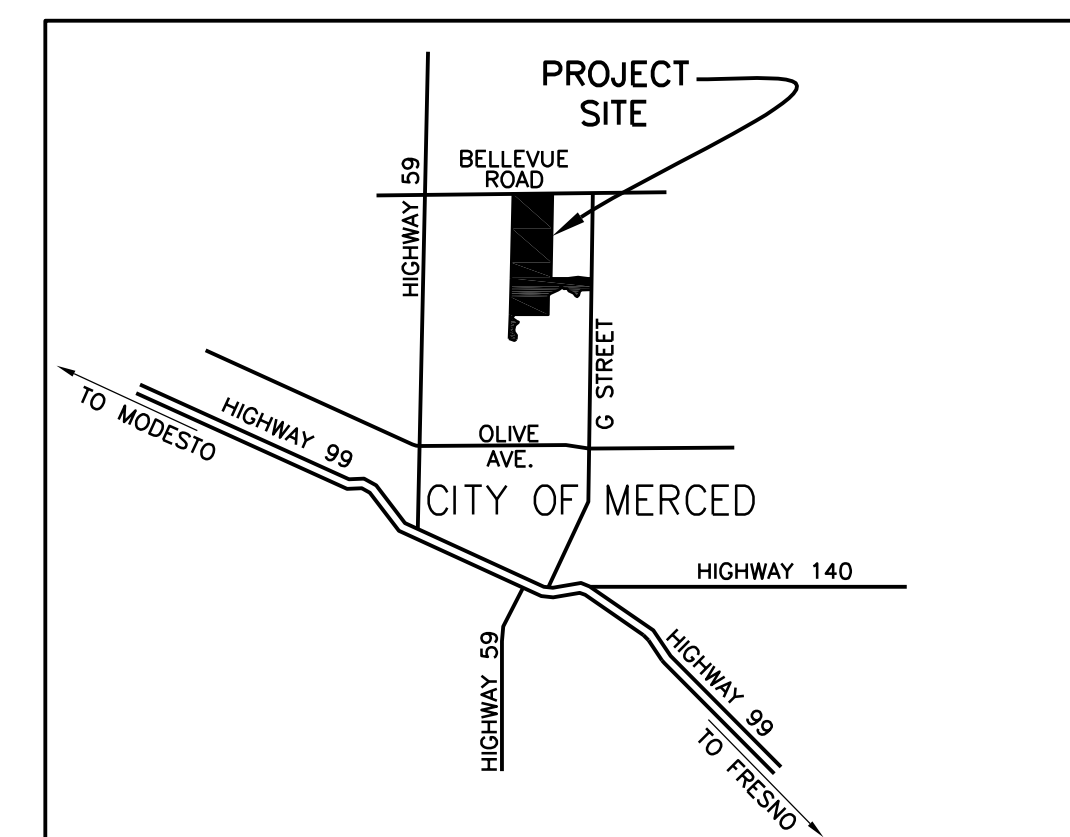 PROJECT
SITE
BELLEVUE
ROAD
HIGHWAY 59
G STREET
TO MODESTO
HIGHWAY 99
OLIVE
AVE.
CITY OF MERCED
HIGHWAY 140
HIGHWAY 59
HIGHWAY 99
TO FRESNO